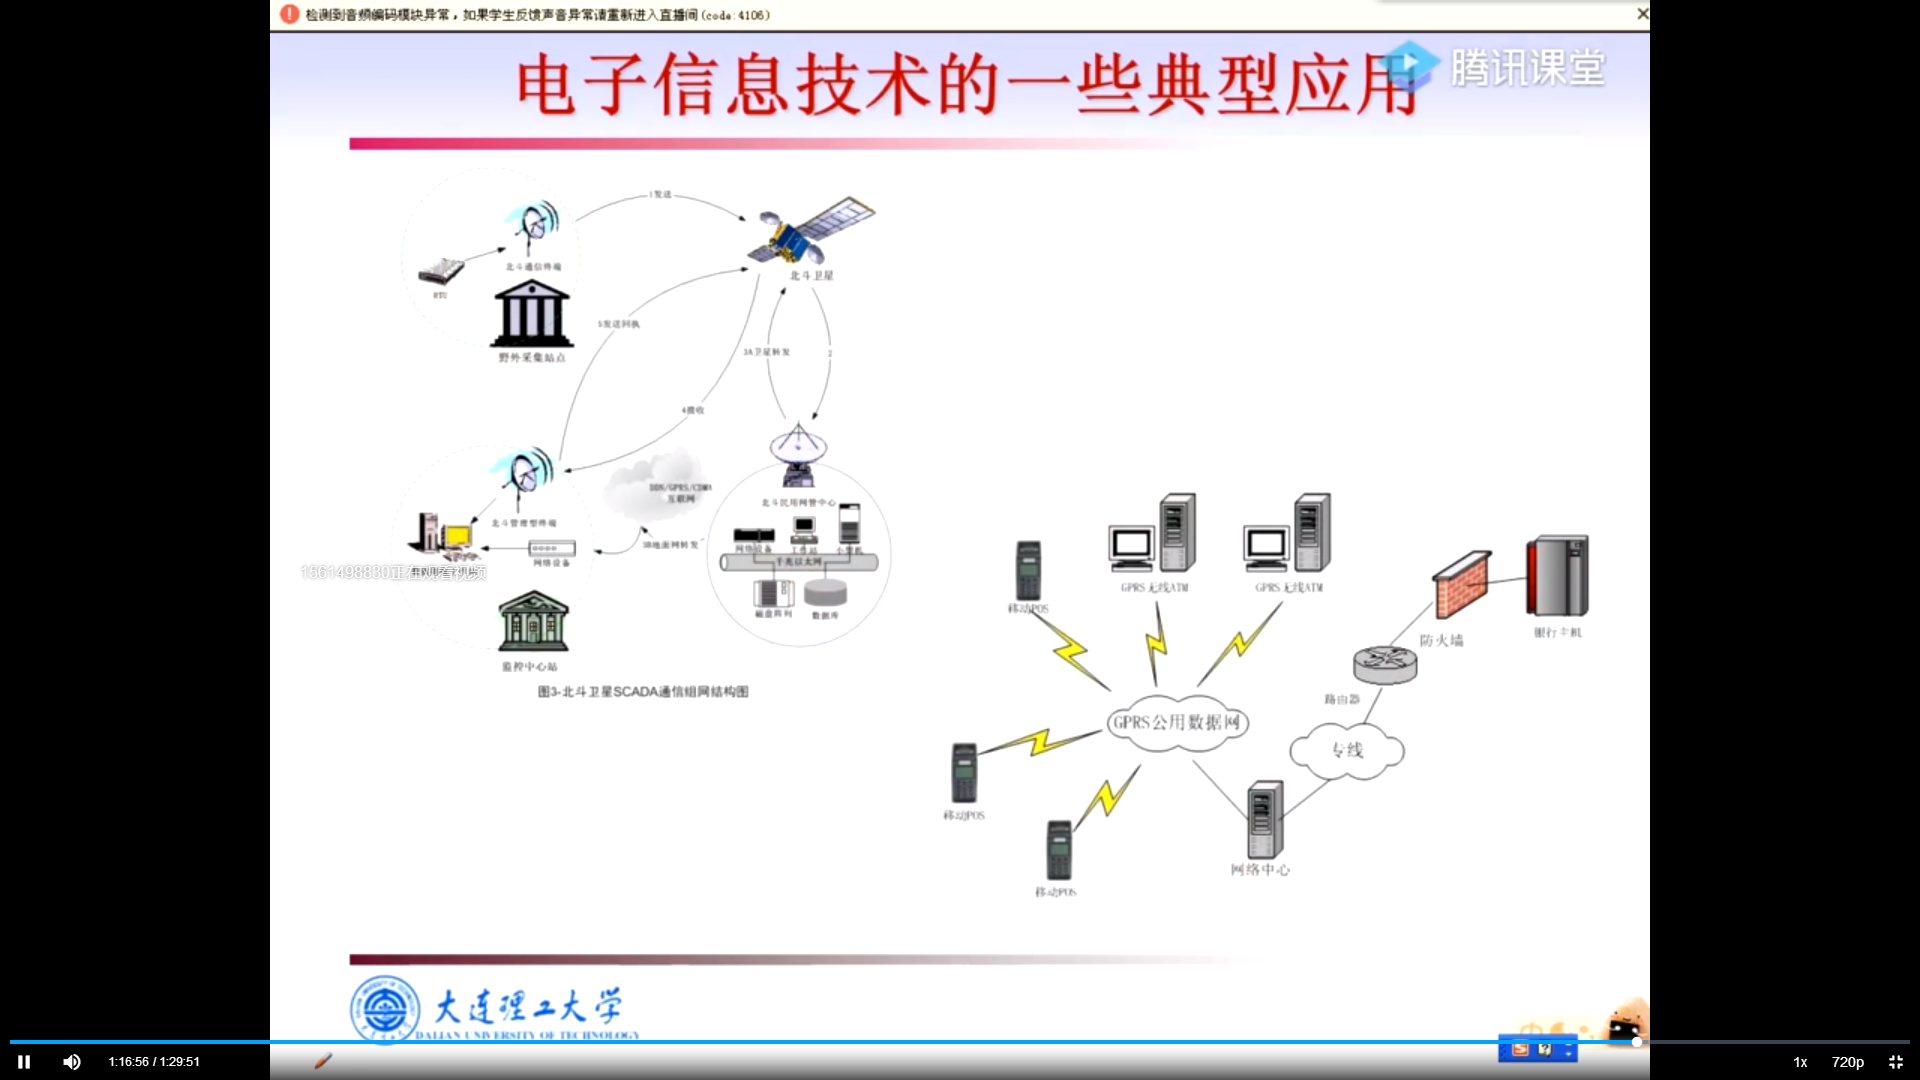 检测到音频编码模块异常，如果学生反馈声音异常请重新进入直播间(code:4106)
电子信息技术的一些典型应用
腾讯课堂
1发送
北斗通信终端
RTU
北斗卫星
野外采集站点
5发送回执
3A卫星转发
2
4接收
DDN/GPRS/CDMA
互联网
北斗民用网管中心
北斗管理型终端
网络设备
工作站
小型机
3B地面网转发
千兆以太网
网络设备
1561498830正在观看视频
磁盘阵列
数据库
监控中心站
图3-北斗卫星SCADA通信组网结构图
移动POS
GPRS无线ATM
GPRS无线ATM
防火墙
银行主机
路由器
GPRS公用数据网
专线
移动POS
网络中心
移动POS
大连理工大学
DALIAN UNIVERSITY OF TECHNOLOGY
1:16:56 / 1:29:51
1x
720p